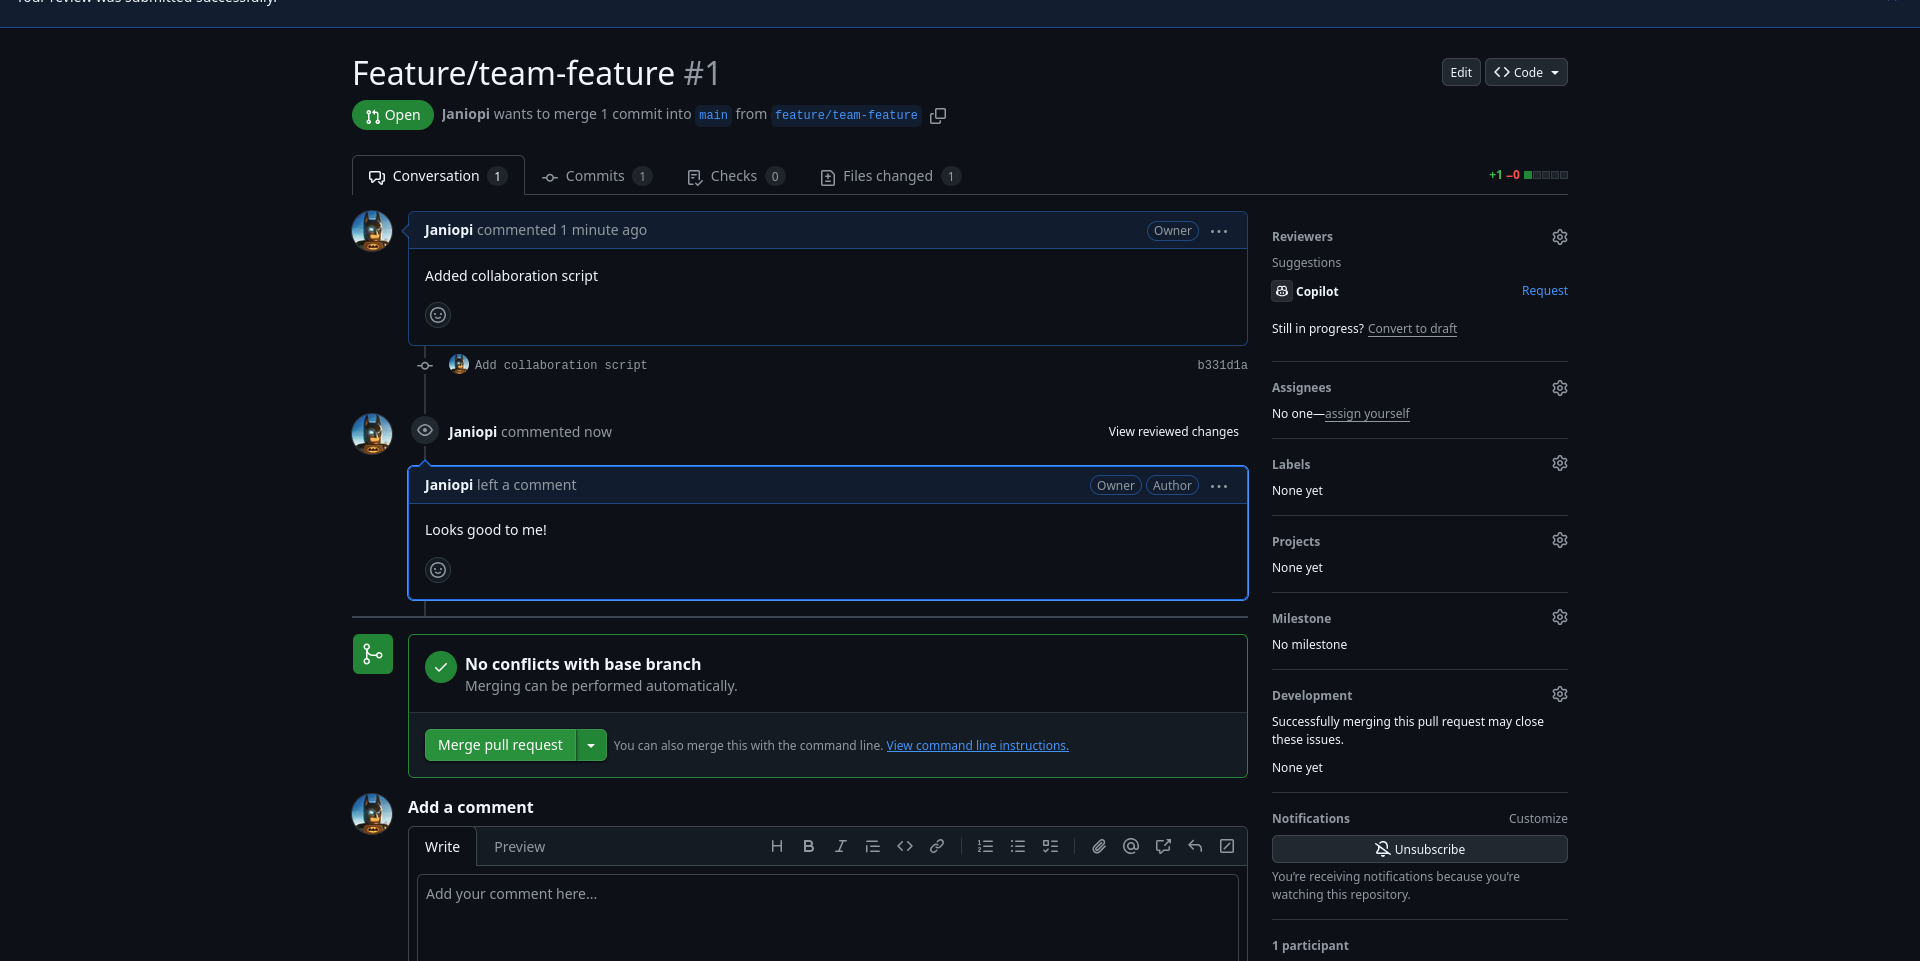 Your review was submitted successfully.
Feature/team-feature #1
Edit
Code
Open
Janiopi wants to merge 1 commit into main from feature/team-feature
Conversation 1
Commits 1
Checks 0
Files changed 1
+1 −0
Janiopi commented 1 minute ago
Owner
Added collaboration script
Add collaboration script
b331d1a
Janiopi commented now
View reviewed changes
Janiopi left a comment
Owner
Author
Looks good to me!
No conflicts with base branch
Merging can be performed automatically.
Merge pull request
You can also merge this with the command line. View command line instructions.
Add a comment
Write
Preview
Add your comment here...
Reviewers
Suggestions
Copilot
Request
Still in progress? Convert to draft
Assignees
No one—assign yourself
Labels
None yet
Projects
None yet
Milestone
No milestone
Development
Successfully merging this pull request may close
these issues.
None yet
Notifications
Customize
Unsubscribe
You're receiving notifications because you're
watching this repository.
1 participant